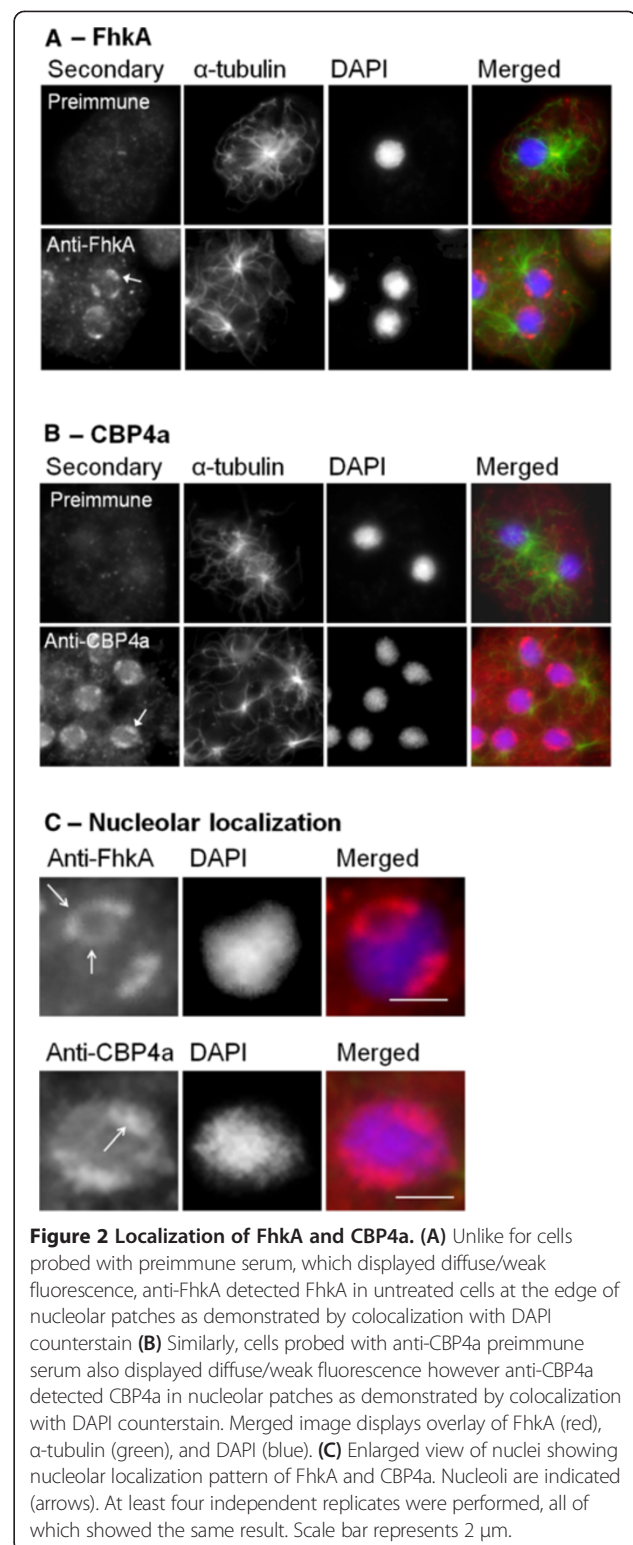 A – FhkA
Secondary α-tubulin DAPI Merged
Preimmune
Anti-FhkA
B – CBP4a
Secondary α-tubulin DAPI Merged
Preimmune
Anti-CBP4a
C – Nucleolar localization
Anti-FhkA DAPI Merged
Anti-CBP4a DAPI Merged
Figure 2 Localization of FhkA and CBP4a. (A) Unlike for cells
probed with preimmune serum, which displayed diffuse/weak
fluorescence, anti-FhkA detected FhkA in untreated cells at the edge of
nucleolar patches as demonstrated by colocalization with DAPI
counterstain (B) Similarly, cells probed with anti-CBP4a preimmune
serum also displayed diffuse/weak fluorescence however anti-CBP4a
detected CBP4a in nucleolar patches as demonstrated by colocalization
with DAPI counterstain. Merged image displays overlay of FhkA (red),
α-tubulin (green), and DAPI (blue). (C) Enlarged view of nuclei showing
nucleolar localization pattern of FhkA and CBP4a. Nucleoli are indicated
(arrows). At least four independent replicates were performed, all of
which showed the same result. Scale bar represents 2 μm.